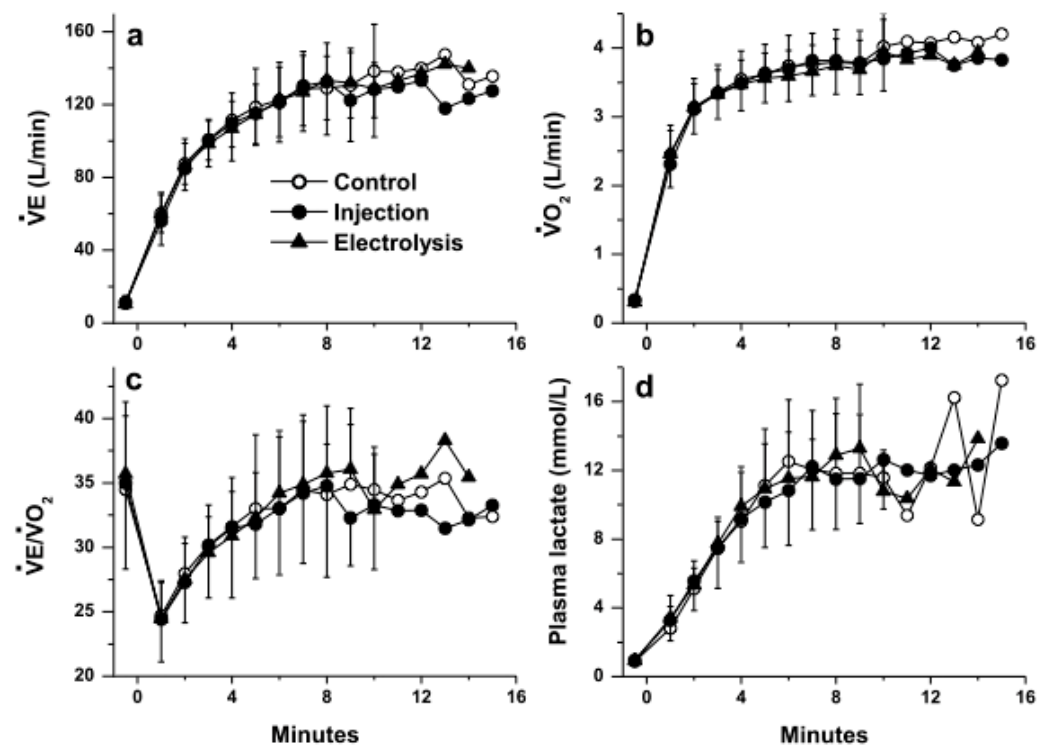 a
160
120
80
40
0
V̇E (L/min)
Control
Injection
Electrolysis
0 4 8 12 16
b
4
3
2
1
0
V̇O₂ (L/min)
0 4 8 12 16
c
40
35
30
25
20
V̇E/V̇O₂
0 4 8 12 16
Minutes
d
16
12
8
4
0
Plasma lactate (mmol/L)
0 4 8 12 16
Minutes